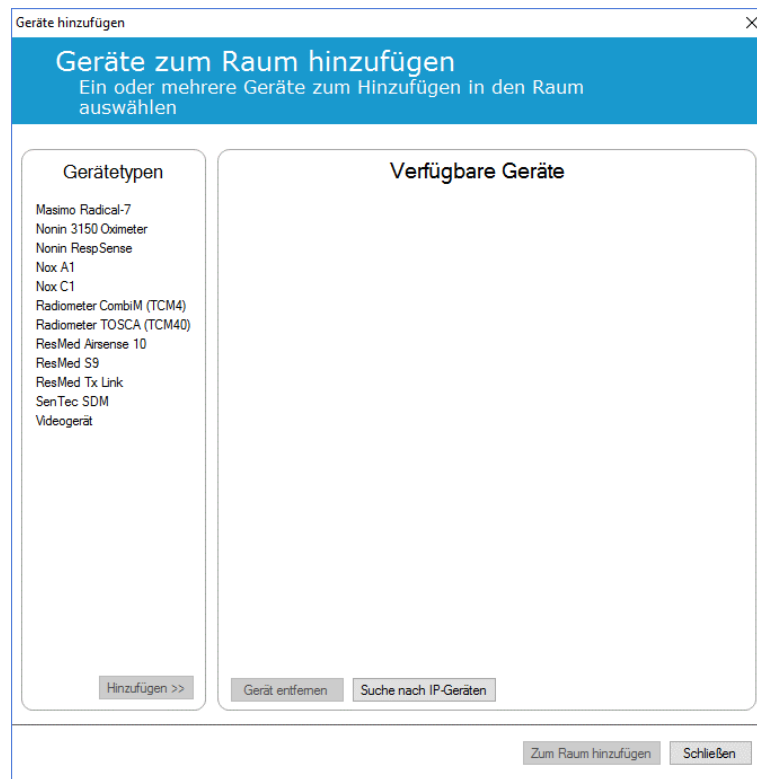 Geräte hinzufügen
Geräte zum Raum hinzufügen
Ein oder mehrere Geräte zum Hinzufügen in den Raum
auswählen
Gerätetypen
Masimo Radical-7
Nonin 3150 Oximeter
Nonin RespSense
Nox A1
Nox C1
Radiometer CombiM (TCM4)
Radiometer TOSCA (TCM40)
ResMed Airsense 10
ResMed S9
ResMed Tx Link
SenTec SDM
Videogerät
Hinzufügen >>
Verfügbare Geräte
Gerät entfernen
Suche nach IP-Geräten
Zum Raum hinzufügen
Schließen